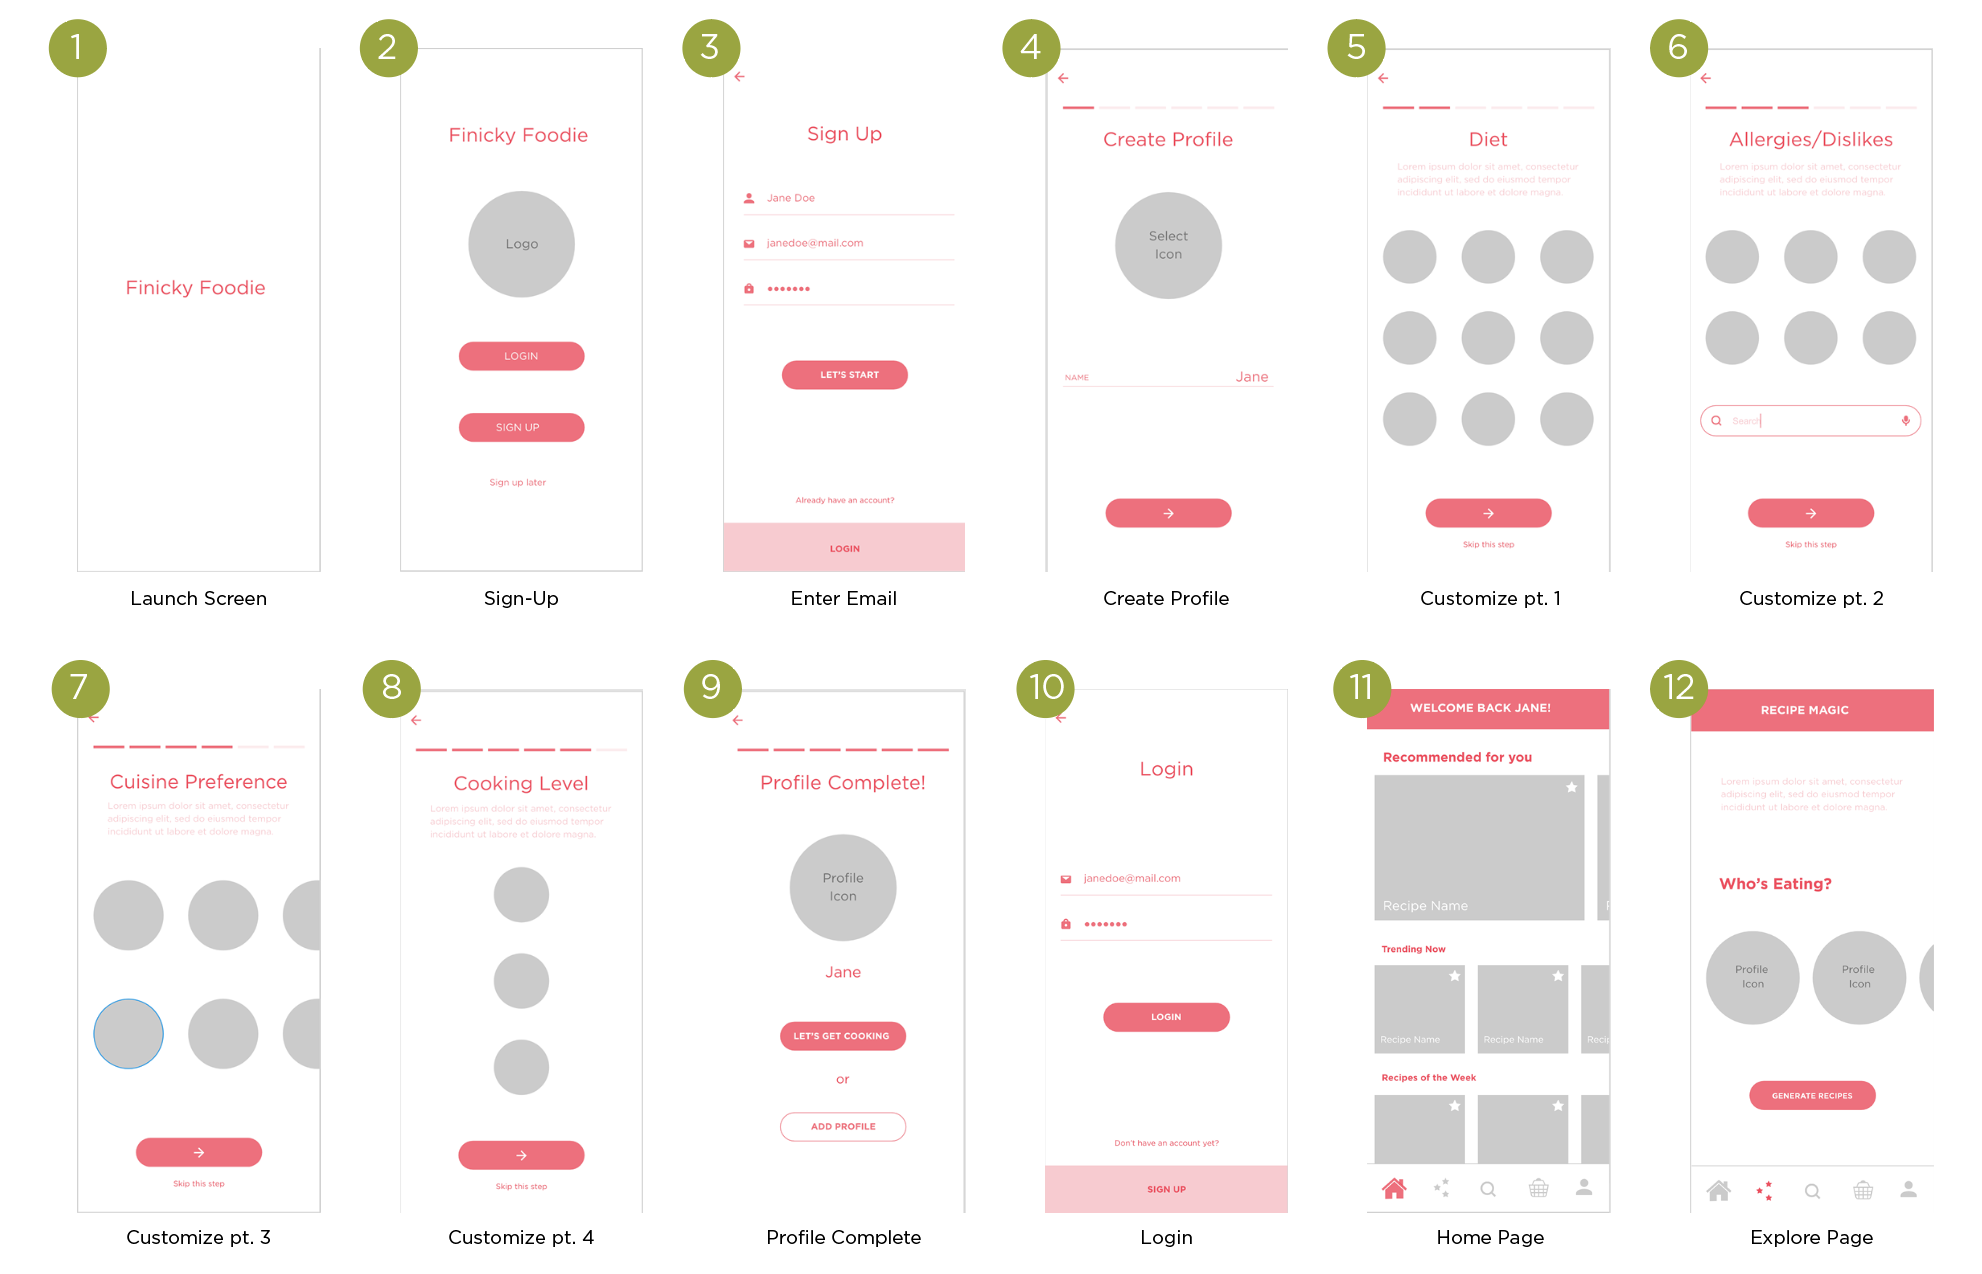 1
Finicky Foodie
Launch Screen
2
Finicky Foodie
Logo
LOGIN
SIGN UP
Sign up later
Sign-Up
3
Sign Up
Jane Doe
janedoe@mail.com
•••••••
LET'S START
Already have an account?
LOGIN
Enter Email
4
Create Profile
Select
Icon
NAME Jane
Create Profile
5
Diet
Lorem ipsum dolor sit amet, consectetur
adipiscing elit, sed do eiusmod tempor
incididunt ut labore et dolore magna.
Skip this step
Customize pt. 1
6
Allergies/Dislikes
Lorem ipsum dolor sit amet, consectetur
adipiscing elit, sed do eiusmod tempor
incididunt ut labore et dolore magna.
Search
Skip this step
Customize pt. 2
7
Cuisine Preference
Lorem ipsum dolor sit amet, consectetur
adipiscing elit, sed do eiusmod tempor
incididunt ut labore et dolore magna.
Skip this step
Customize pt. 3
8
Cooking Level
Lorem ipsum dolor sit amet, consectetur
adipiscing elit, sed do eiusmod tempor
incididunt ut labore et dolore magna.
Skip this step
Customize pt. 4
9
Profile Complete!
Profile
Icon
Jane
LET'S GET COOKING
or
ADD PROFILE
Profile Complete
10
Login
janedoe@mail.com
•••••••
LOGIN
Don't have an account yet?
SIGN UP
Login
11
WELCOME BACK JANE!
Recommended for you
Recipe Name
Trending Now
Recipe Name
Recipe Name
Recip
Recipes of the Week
Home Page
12
RECIPE MAGIC
Lorem ipsum dolor sit amet, consectetur
adipiscing elit, sed do eiusmod tempor
incididunt ut labore et dolore magna.
Who's Eating?
Profile
Icon
Profile
Icon
GENERATE RECIPES
Explore Page